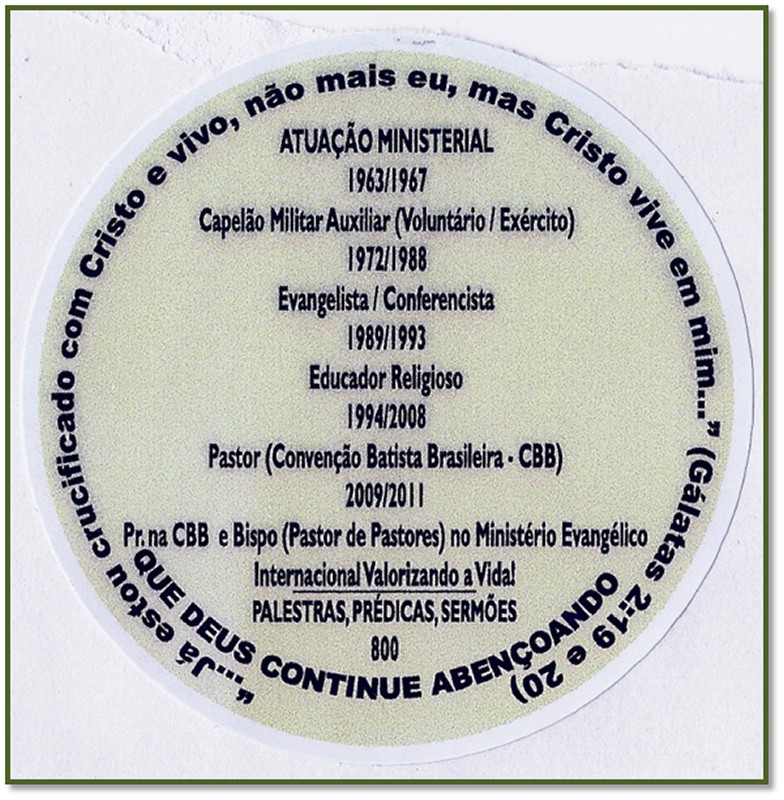 “...Já estou crucificado com Cristo e vivo, não mais eu, mas Cristo vive em mim...” (Gálatas 2:19 e 20)
ATUAÇÃO MINISTERIAL
1963/1967
Capelão Militar Auxiliar (Voluntário / Exército)
1972/1988
Evangelista / Conferencista
1989/1993
Educador Religioso
1994/2008
Pastor (Convenção Batista Brasileira - CBB)
2009/2011
Pr. na CBB e Bispo (Pastor de Pastores) no Ministério Evangélico
Internacional Valorizando a Vida!
PALESTRAS, PRÉDICAS, SERMÕES
800
QUE DEUS CONTINUE ABENÇOANDO